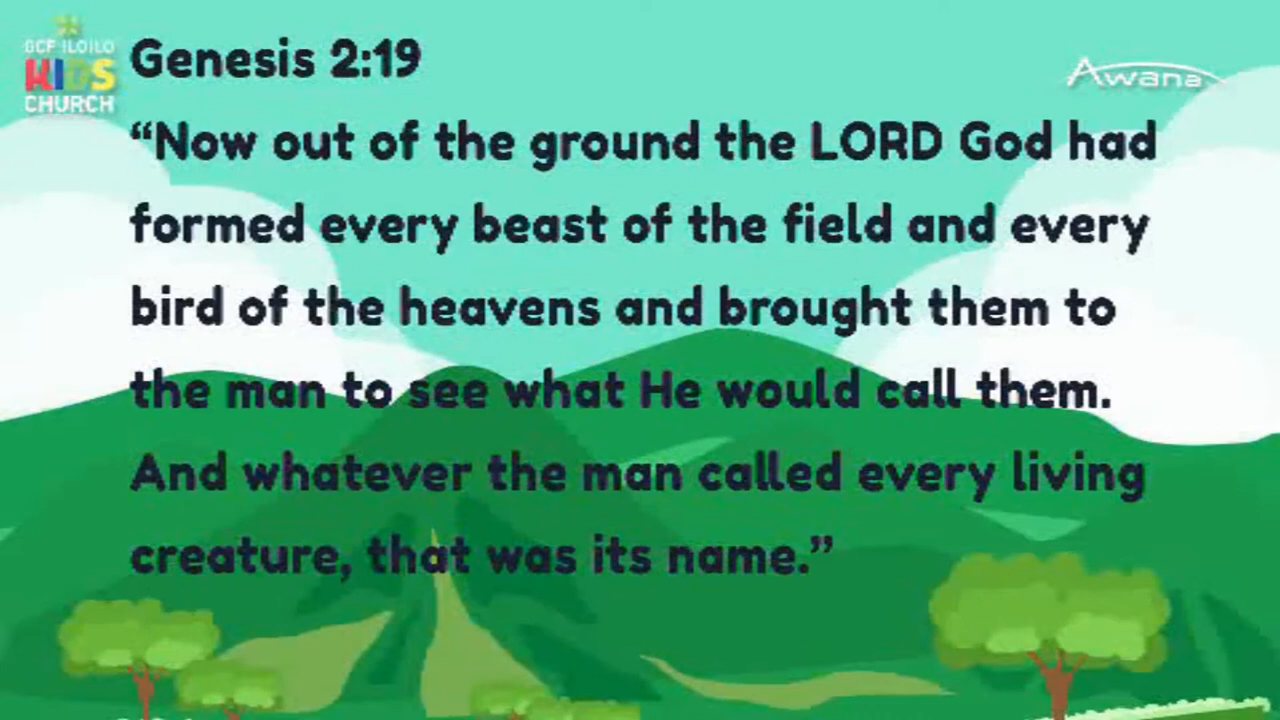 GCF ILOILO
KIDS
CHURCH
Awana
Genesis 2:19
“Now out of the ground the LORD God had
formed every beast of the field and every
bird of the heavens and brought them to
the man to see what He would call them.
And whatever the man called every living
creature, that was its name.”